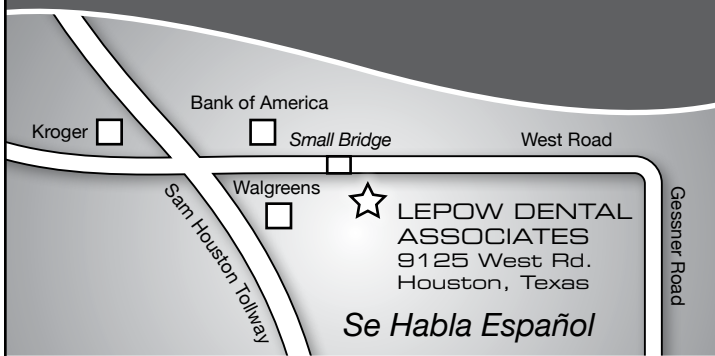 Bank of America
Kroger
Small Bridge
West Road
Walgreens
Sam Houston Tollway
Gessner Road
LEPOW DENTAL
ASSOCIATES
9125 West Rd.
Houston, Texas
Se Habla Español